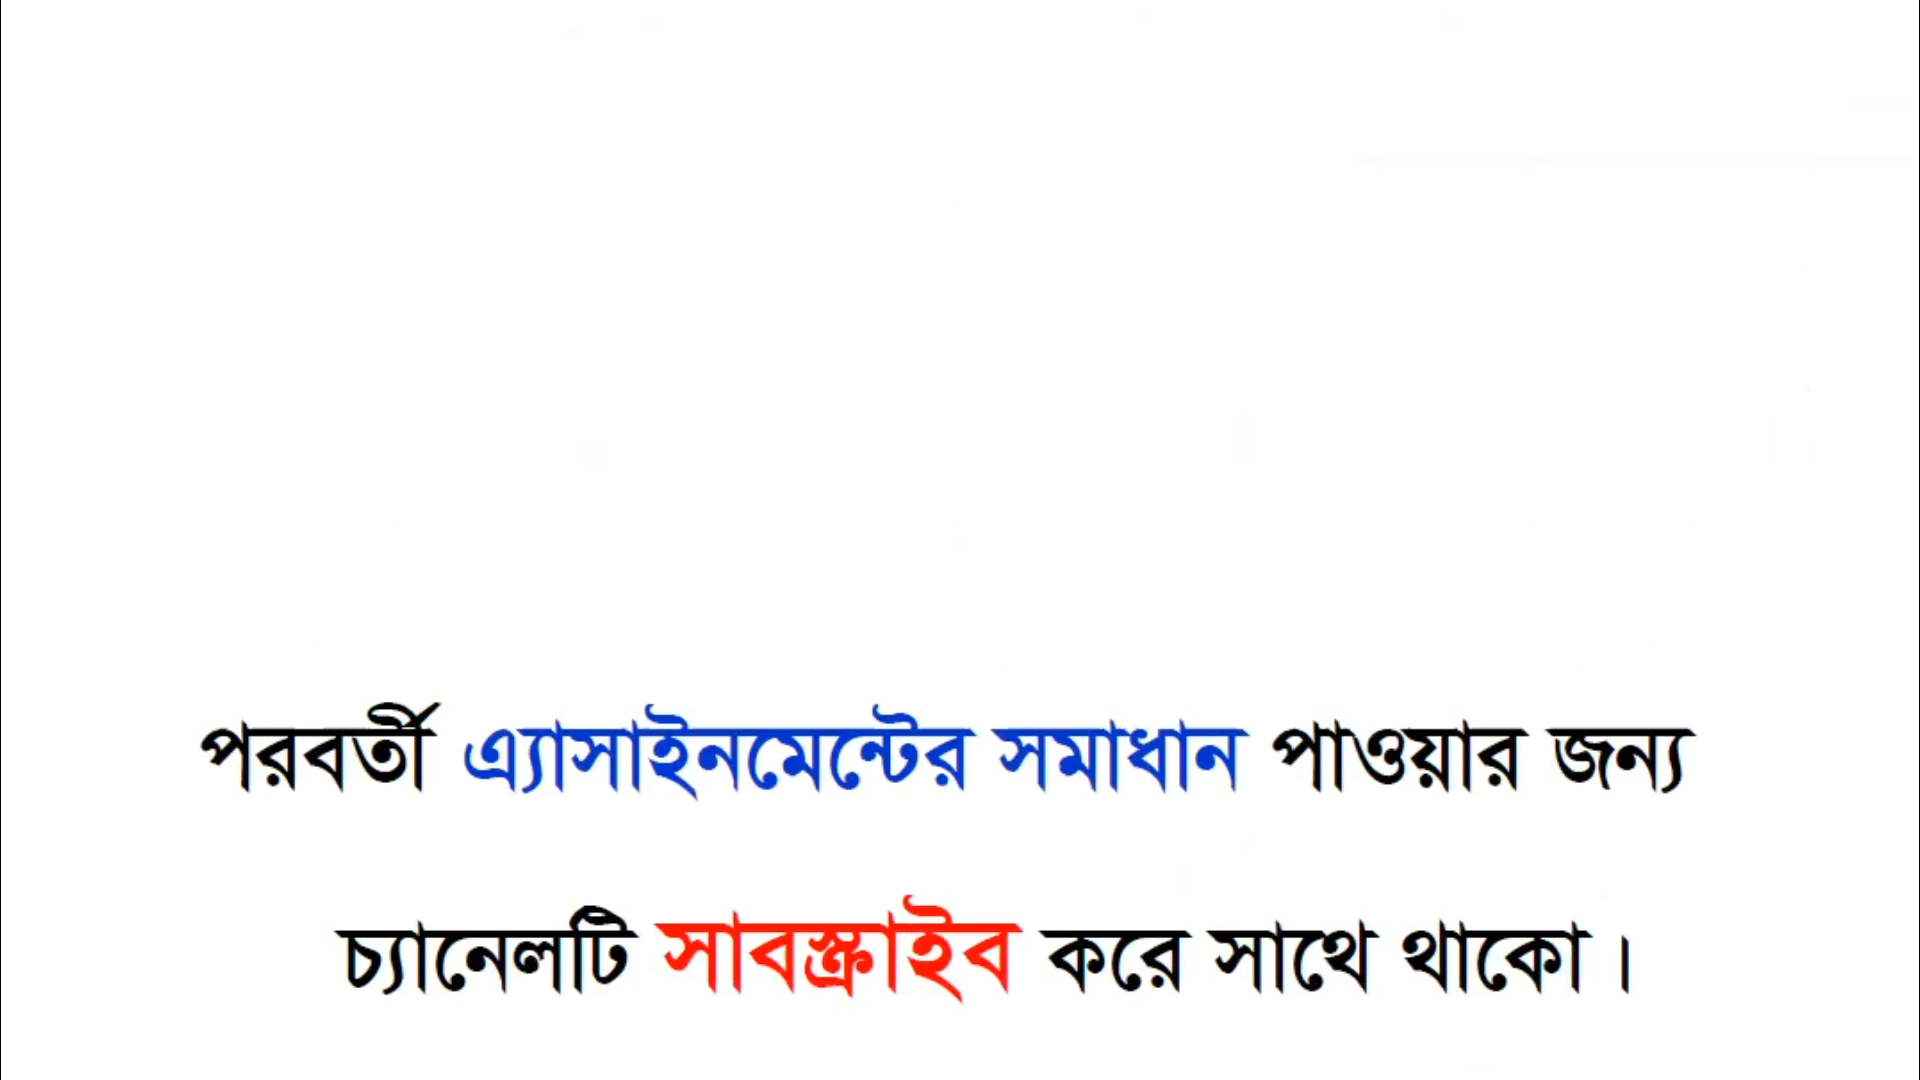 পরবর্তী এ্যাসাইনমেন্টের সমাধান পাওয়ার জন্য
চ্যানেলটি সাবস্ক্রাইব করে সাথে থাকো।